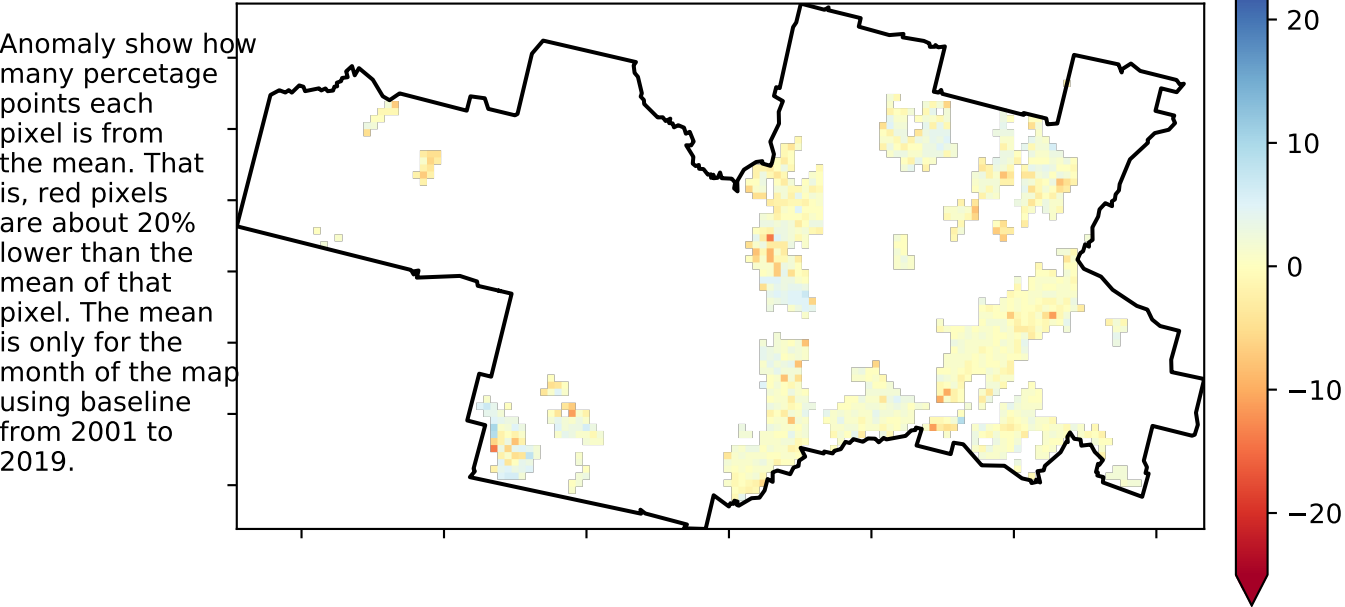 Anomaly show how
many percetage
points each
pixel is from
the mean. That
is, red pixels
are about 20%
lower than the
mean of that
pixel. The mean
is only for the
month of the map
using baseline
from 2001 to
2019.
20
10
0
−10
−20